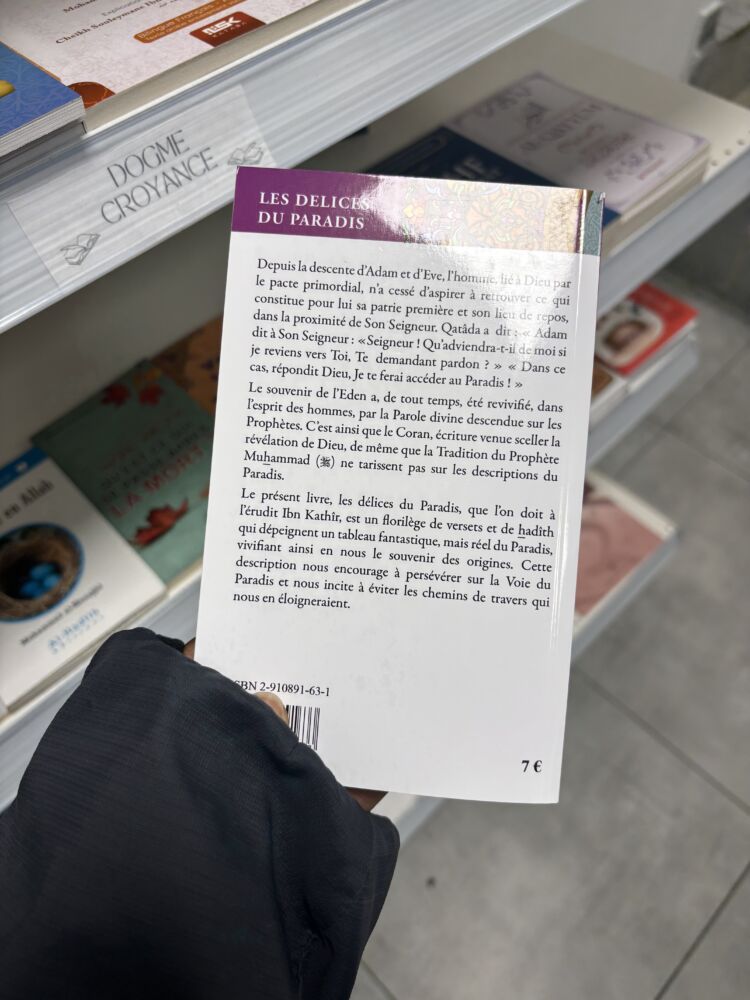 Cheikh Souleymane
Bilingue Français
DOGME
CROYANCE
LES DELICES
DU PARADIS
Depuis la descente d'Adam et d'Eve, l'homme, lié à Dieu par
le pacte primordial, n'a cessé d'aspirer à retrouver ce qui
constitue pour lui sa patrie première et son lieu de repos,
dans la proximité de Son Seigneur. Qatâda a dit : « Adam
dit à Son Seigneur : «Seigneur ! Qu'adviendra-t-il de moi si
je reviens vers Toi, Te demandant pardon ? » « Dans ce
cas, répondit Dieu, Je te ferai accéder au Paradis ! »
Le souvenir de l'Eden a, de tout temps, été revivifié, dans
l'esprit des hommes, par la Parole divine descendue sur les
Prophètes. C'est ainsi que le Coran, écriture venue sceller la
révélation de Dieu, de même que la Tradition du Prophète
Muhammad (ﷺ) ne tarissent pas sur les descriptions du
Paradis.
Le présent livre, les délices du Paradis, que l'on doit à
l'érudit Ibn Kathîr, est un florilège de versets et de hadîth
qui dépeignent un tableau fantastique, mais réel du Paradis,
vivifiant ainsi en nous le souvenir des origines. Cette
description nous encourage à persévérer sur la Voie du
Paradis et nous incite à éviter les chemins de travers qui
nous en éloigneraient.
SBN 2-910891-63-1
7 €
LA MORT
en Allah